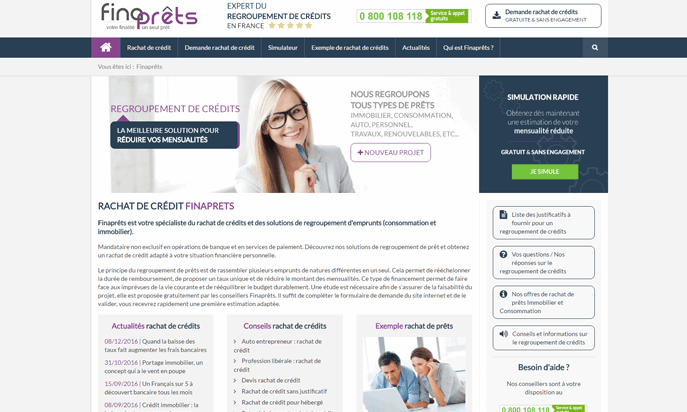 finaprêts
votre finalité un seul prêt
EXPERT DU
REGROUPEMENT DE CRÉDITS
EN FRANCE
0 800 108 118 Service & appel gratuits
Demande rachat de crédits
GRATUITE & SANS ENGAGEMENT
Rachat de crédit
Demande rachat de crédit
Simulateur
Exemple de rachat de crédits
Actualités
Qui est Finaprêts ?
Vous êtes ici : Finaprêts
REGROUPEMENT DE CRÉDITS
LA MEILLEURE SOLUTION POUR
RÉDUIRE VOS MENSUALITÉS
NOUS REGROUPONS
TOUS TYPES DE PRÊTS
IMMOBILIER, CONSOMMATION,
AUTO, PERSONNEL,
TRAVAUX, RENOUVELABLES, ETC...
+ NOUVEAU PROJET
SIMULATION RAPIDE
Obtenez dès maintenant
une estimation de votre
mensualité réduite
GRATUIT & SANS ENGAGEMENT
JE SIMULE
RACHAT DE CRÉDIT FINAPRETS
Finaprêts est votre spécialiste du rachat de crédits et des solutions de regroupement d'emprunts (consommation et
immobilier).
Mandataire non exclusif en opérations de banque et en services de paiement. Découvrez nos solutions de regroupement de prêt et obtenez
un rachat de crédit adapté à votre situation financière personnelle.
Le principe du regroupement de prêts est de rassembler plusieurs emprunts de natures différentes en un seul. Cela permet de rééchelonner
la durée de remboursement, de proposer un taux unique et de réduire le montant des mensualités. Ce type de financement permet de faire
face aux imprévues de la vie courante et de rééquilibrer le budget durablement. Une étude est nécessaire afin de s'assurer de la faisabilité du
projet, elle est proposée gratuitement par les conseillers Finaprêts. Il suffit de compléter le formulaire de demande du site internet et de le
valider, vous recevrez rapidement une première estimation adaptée.
Liste des justificatifs à
fournir pour un
regroupement de crédits
Vos questions / Nos
réponses sur le
regroupement de crédits
Nos offres de rachat de
prêts Immobilier et
Consommation
Conseils et informations sur
le regroupement de crédits
Besoin d'aide ?
Nos conseillers sont à votre
disposition au
0 800 108 118 Service & appel gratuits
Actualités rachat de crédits
08/12/2016 | Quand la baisse
des taux fait augmenter les frais bancaires
31/10/2016 | Portage immobilier, un
concept qui a le vent en poupe
15/09/2016 | Un Français sur 5 à
découvert bancaire tous les mois
08/09/2016 | Crédit immobilier : la
Conseils rachat de crédits
Auto entrepreneur : rachat de
crédit
Profession libérale : rachat de
crédit
Devis rachat de crédit
Rachat de crédit sans justificatif
Rachat de crédit pour hébergé
Exemple rachat de prêts